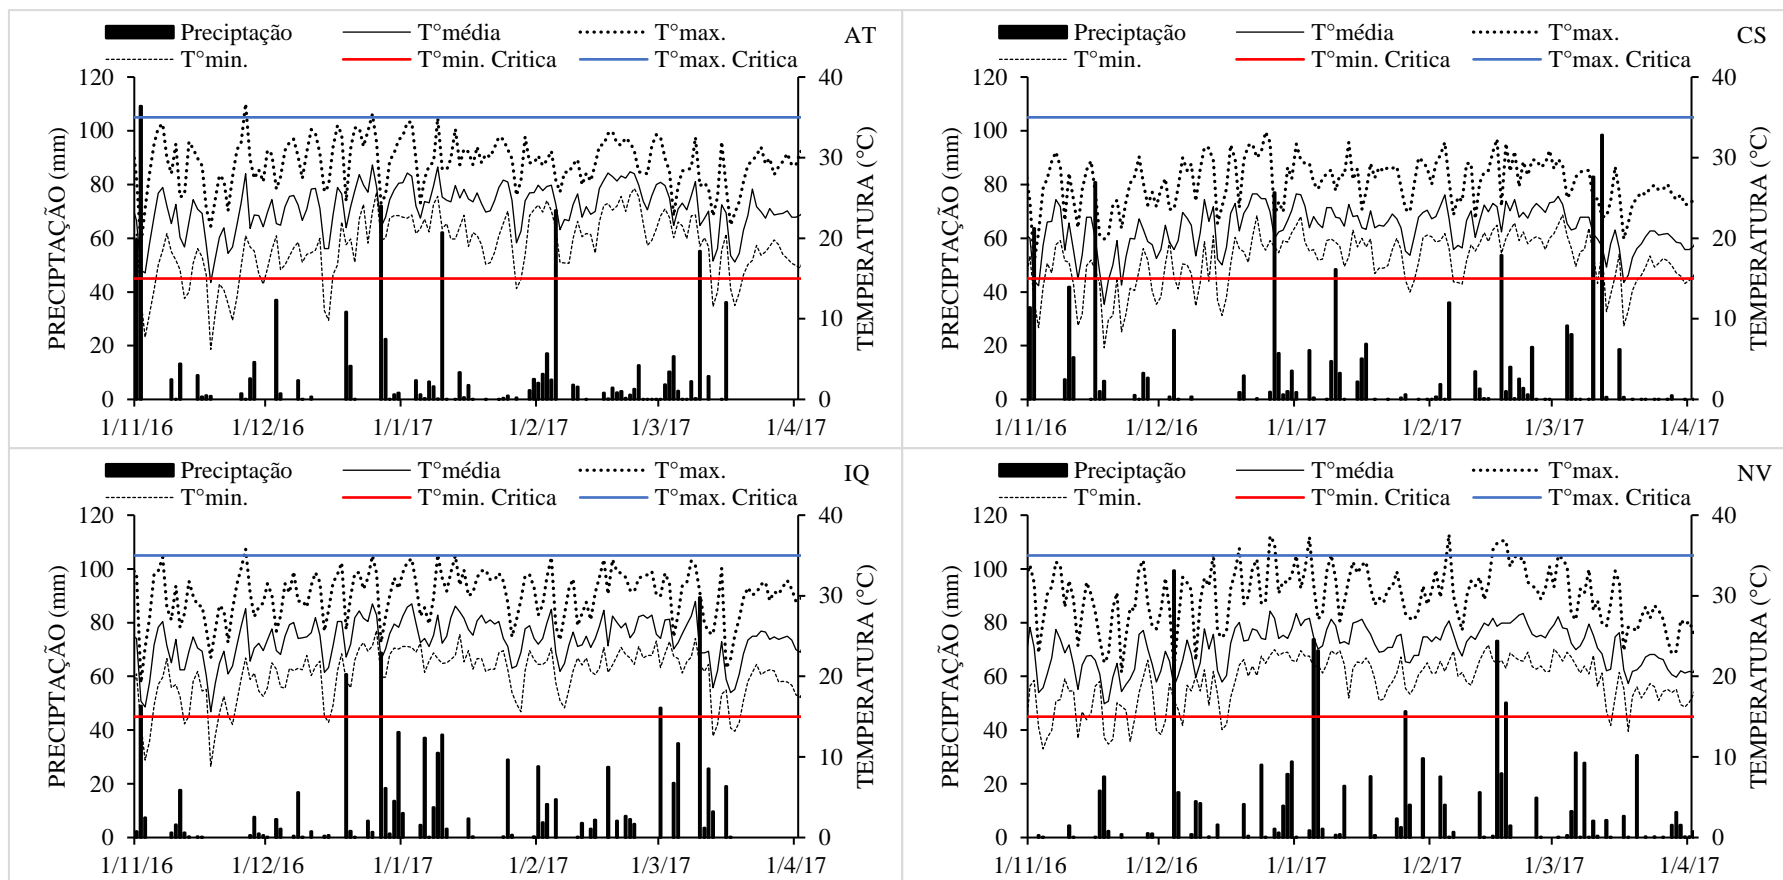 Preciptação T°média T°max. AT
T°min. T°min. Critica T°max. Critica
120 40
100 30
80
60 20
40 10
20
0 0
PRECIPTAÇÃO (mm)
TEMPERATURA (°C)
1/11/16 1/12/16 1/1/17 1/2/17 1/3/17 1/4/17
Preciptação T°média T°max. CS
T°min. T°min. Critica T°max. Critica
120 40
100 30
80
60 20
40 10
20
0 0
PRECIPTAÇÃO (mm)
TEMPERATURA (°C)
1/11/16 1/12/16 1/1/17 1/2/17 1/3/17 1/4/17
Preciptação T°média T°max. IQ
T°min. T°min. Critica T°max. Critica
120 40
100 30
80
60 20
40 10
20
0 0
PRECIPTAÇÃO (mm)
TEMPERATURA (°C)
1/11/16 1/12/16 1/1/17 1/2/17 1/3/17 1/4/17
Preciptação T°média T°max. NV
T°min. T°min. Critica T°max. Critica
120 40
100 30
80
60 20
40 10
20
0 0
PRECIPTAÇÃO (mm)
TEMPERATURA (°C)
1/11/16 1/12/16 1/1/17 1/2/17 1/3/17 1/4/17